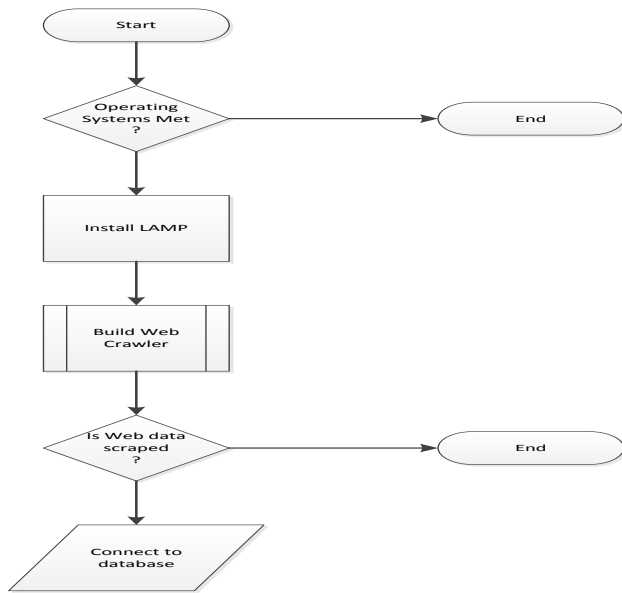 Start
Operating
Systems Met
?
End
Install LAMP
Build Web
Crawler
Is Web data
scraped
?
End
Connect to
database